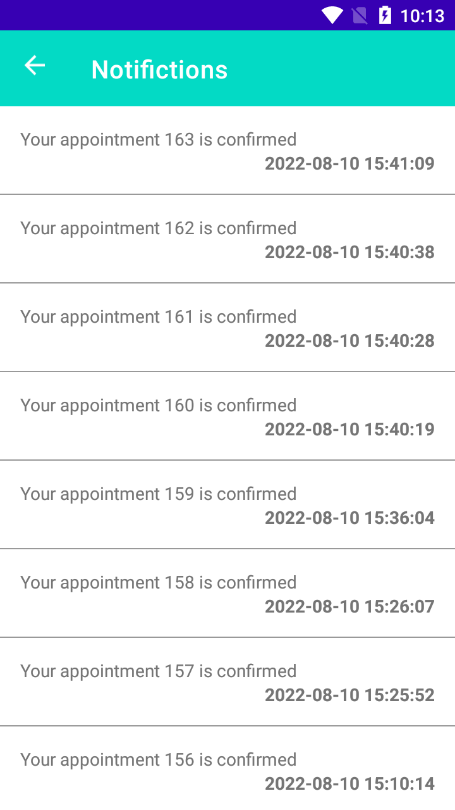 10:13
Notifictions
Your appointment 163 is confirmed
2022-08-10 15:41:09
Your appointment 162 is confirmed
2022-08-10 15:40:38
Your appointment 161 is confirmed
2022-08-10 15:40:28
Your appointment 160 is confirmed
2022-08-10 15:40:19
Your appointment 159 is confirmed
2022-08-10 15:36:04
Your appointment 158 is confirmed
2022-08-10 15:26:07
Your appointment 157 is confirmed
2022-08-10 15:25:52
Your appointment 156 is confirmed
2022-08-10 15:10:14